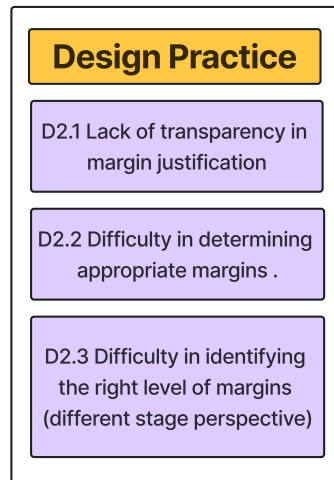 Design Practice
D2.1 Lack of transparency in
margin justification
D2.2 Difficulty in determining
appropriate margins .
D2.3 Difficulty in identifying
the right level of margins
(different stage perspective)